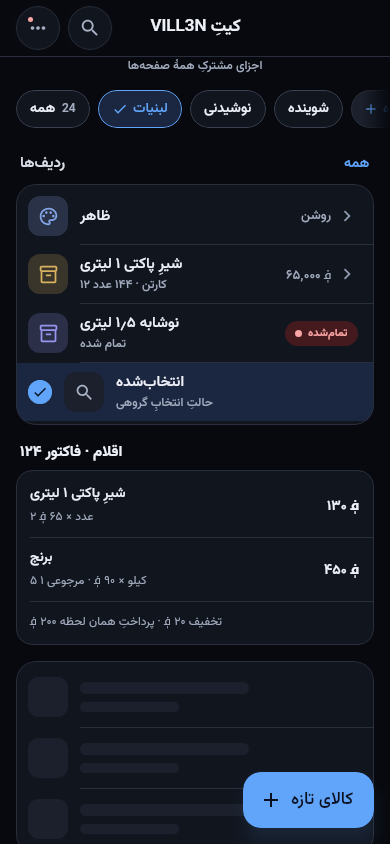 کیتِ VILL3N
اجزای مشترکِ همهٔ صفحه‌ها
همه 24
لبنیات
نوشیدنی
شوینده
ردیف‌ها
همه
ظاهر
روشن
شیرِ پاکتی ۱ لیتری
۶۵٬۰۰۰ ؋
کارتن · ۱۴۴ عدد ۱۲
نوشابه ۱٫۵ لیتری
تمام‌شده
تمام شده
انتخاب‌شده
حالتِ انتخابِ گروهی
اقلام · فاکتور ۱۲۴
شیرِ پاکتی ۱ لیتری
۱۳۰ ؋
۲ عدد × ۶۵ ؋
برنج
۴۵۰ ؋
۵ کیلو × ۹۰ ؋ · مرجوعی ۱
تخفیف ۲۰ ؋ · پرداختِ همان لحظه ۲۰۰ ؋
کالای تازه